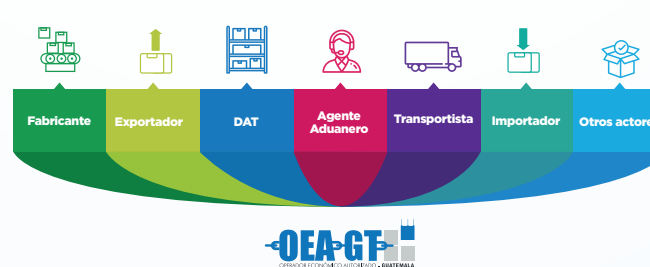 Fabricante
Exportador
DAT
Agente
Aduanero
Transportista
Importador
Otros actore
OEA-GT
OPERADOR ECONÓMICO AUTORIZADO - GUATEMALA